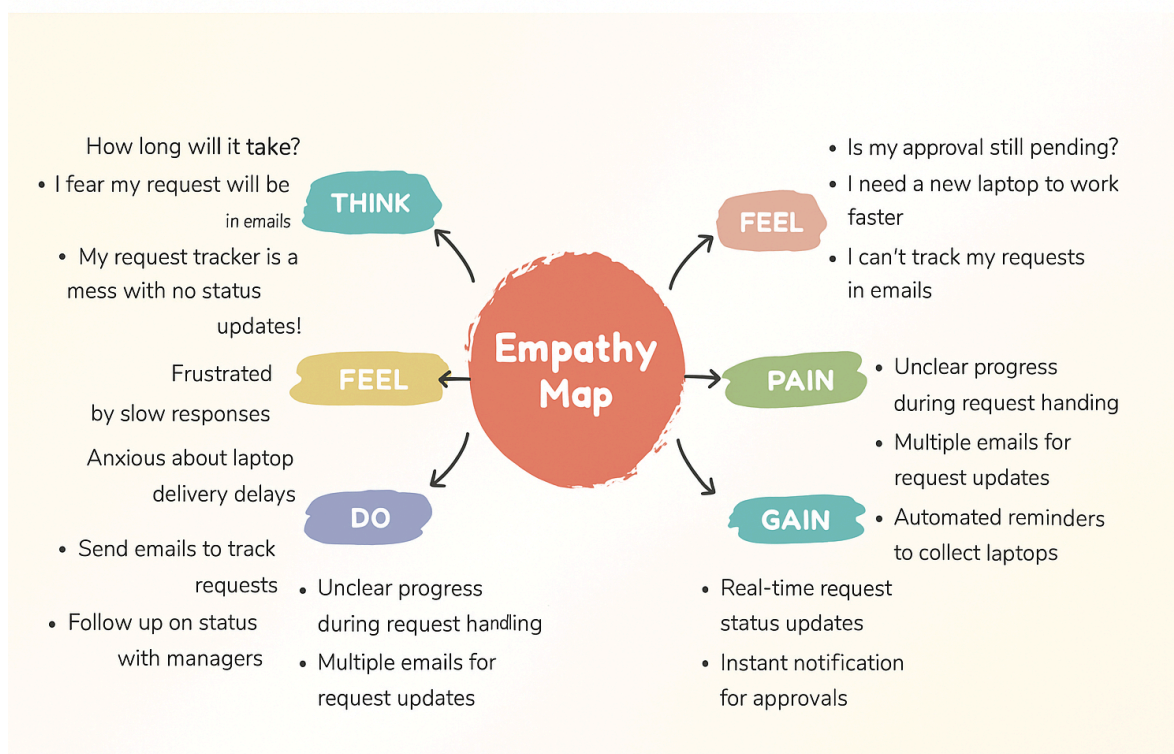 How long will it take?
• I fear my request will be
in emails
• My request tracker is a
mess with no status
updates!
THINK
Frustrated
by slow responses
Anxious about laptop
delivery delays
FEEL
DO
• Send emails to track
requests
• Follow up on status
with managers
• Unclear progress
during request handling
• Multiple emails for
request updates
Empathy
Map
FEEL
• Is my approval still pending?
• I need a new laptop to work
faster
• I can't track my requests
in emails
PAIN
• Unclear progress
during request handing
• Multiple emails for
request updates
GAIN
• Automated reminders
to collect laptops
• Real-time request
status updates
• Instant notification
for approvals